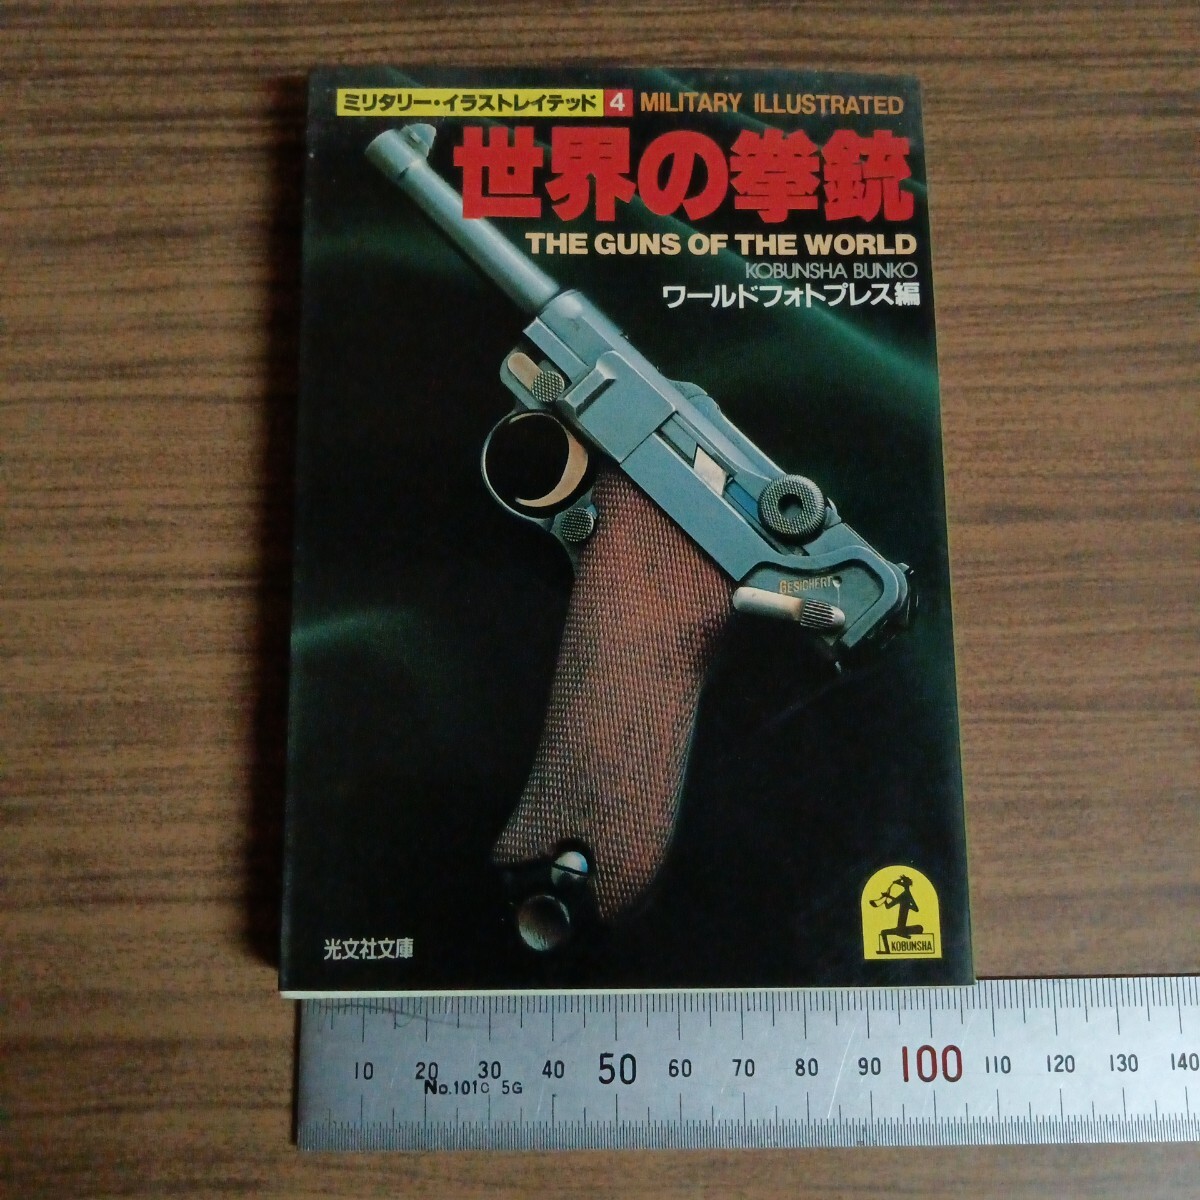 ミリタリー・イラストレイテッド 4 MILITARY ILLUSTRATED
世界の拳銃
THE GUNS OF THE WORLD
KOBUNSHA BUNKO
ワールドフォトプレス編
GESICHERT
光文社文庫
KOBUNSHA
10 20 30 40 50 60 70 80 90 100 110 120 130 140
No.101C 5G